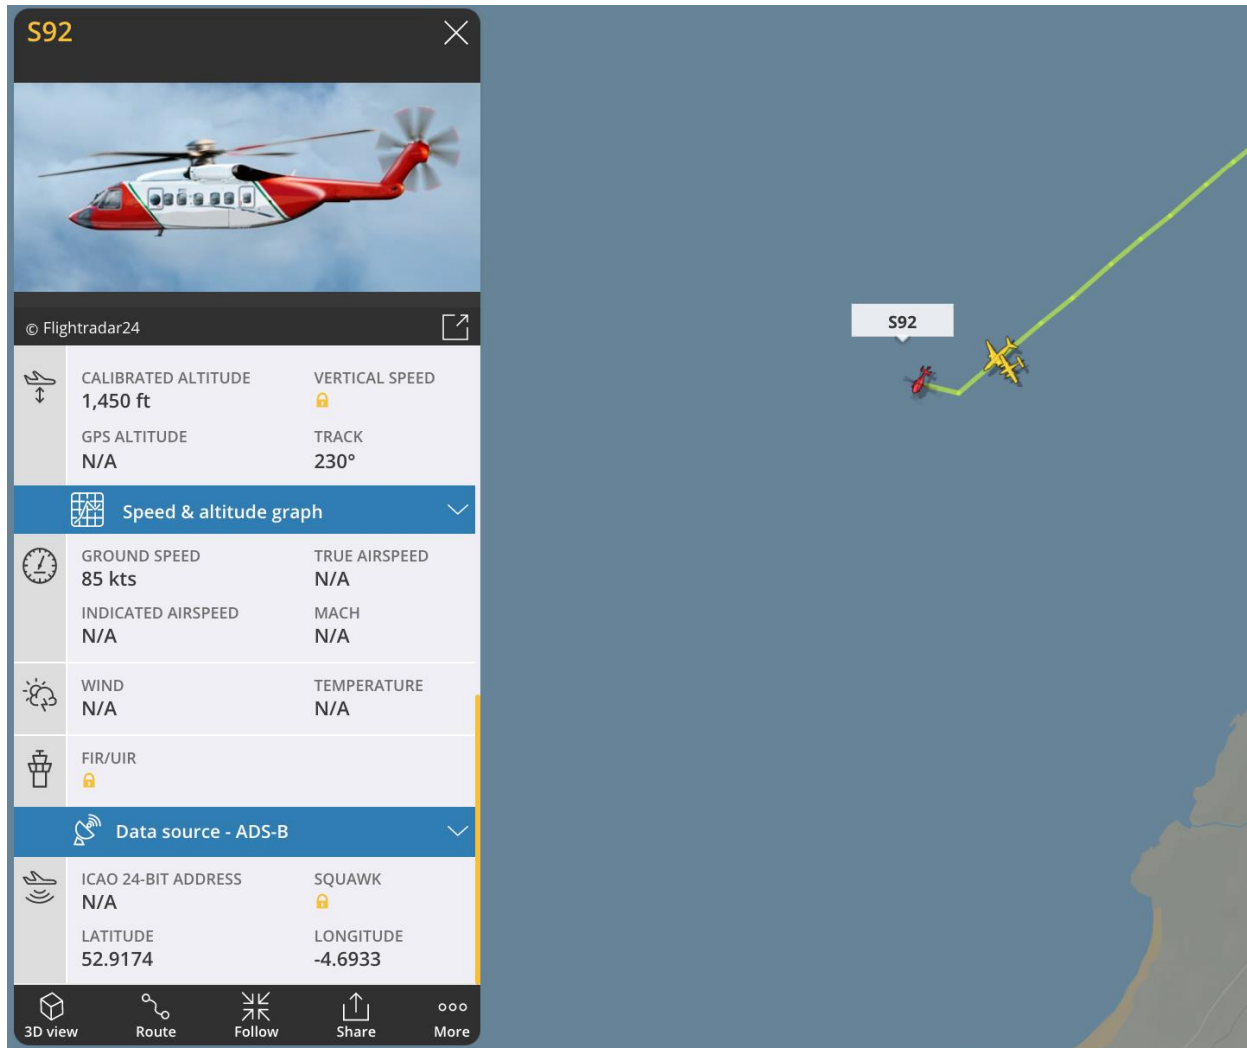 S92
© Flightradar24
CALIBRATED ALTITUDE VERTICAL SPEED
1,450 ft
GPS ALTITUDE TRACK
N/A 230°
Speed & altitude graph
GROUND SPEED TRUE AIRSPEED
85 kts N/A
INDICATED AIRSPEED MACH
N/A N/A
WIND TEMPERATURE
N/A N/A
FIR/UIR
Data source - ADS-B
ICAO 24-BIT ADDRESS SQUAWK
N/A
LATITUDE LONGITUDE
52.9174 -4.6933
3D view Route Follow Share More
S92